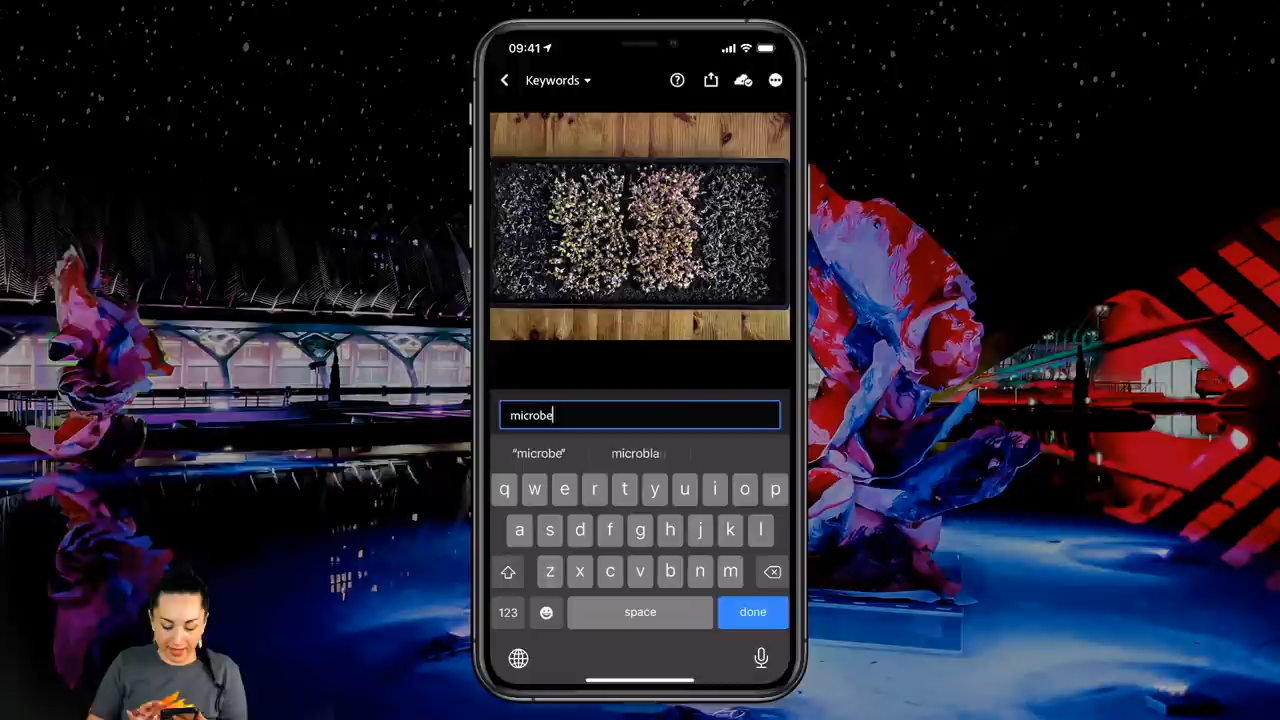 09:41
Keywords
microbe
“microbe” microbla
q w e r t y u i o p
a s d f g h j k l
z x c v b n m
123 space done